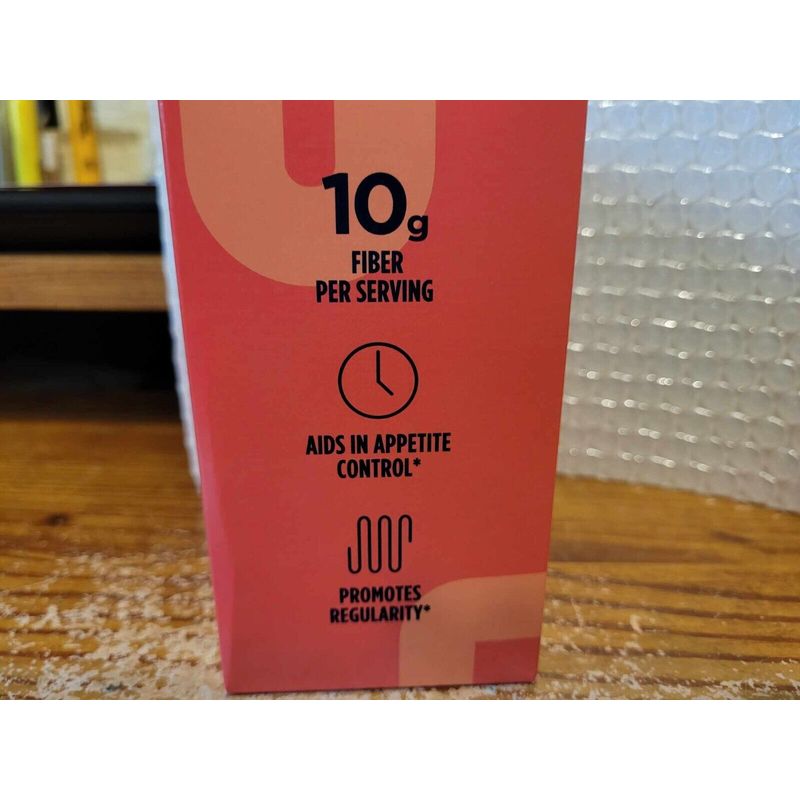 10g
FIBER
PER SERVING
AIDS IN APPETITE
CONTROL*
PROMOTES
REGULARITY*